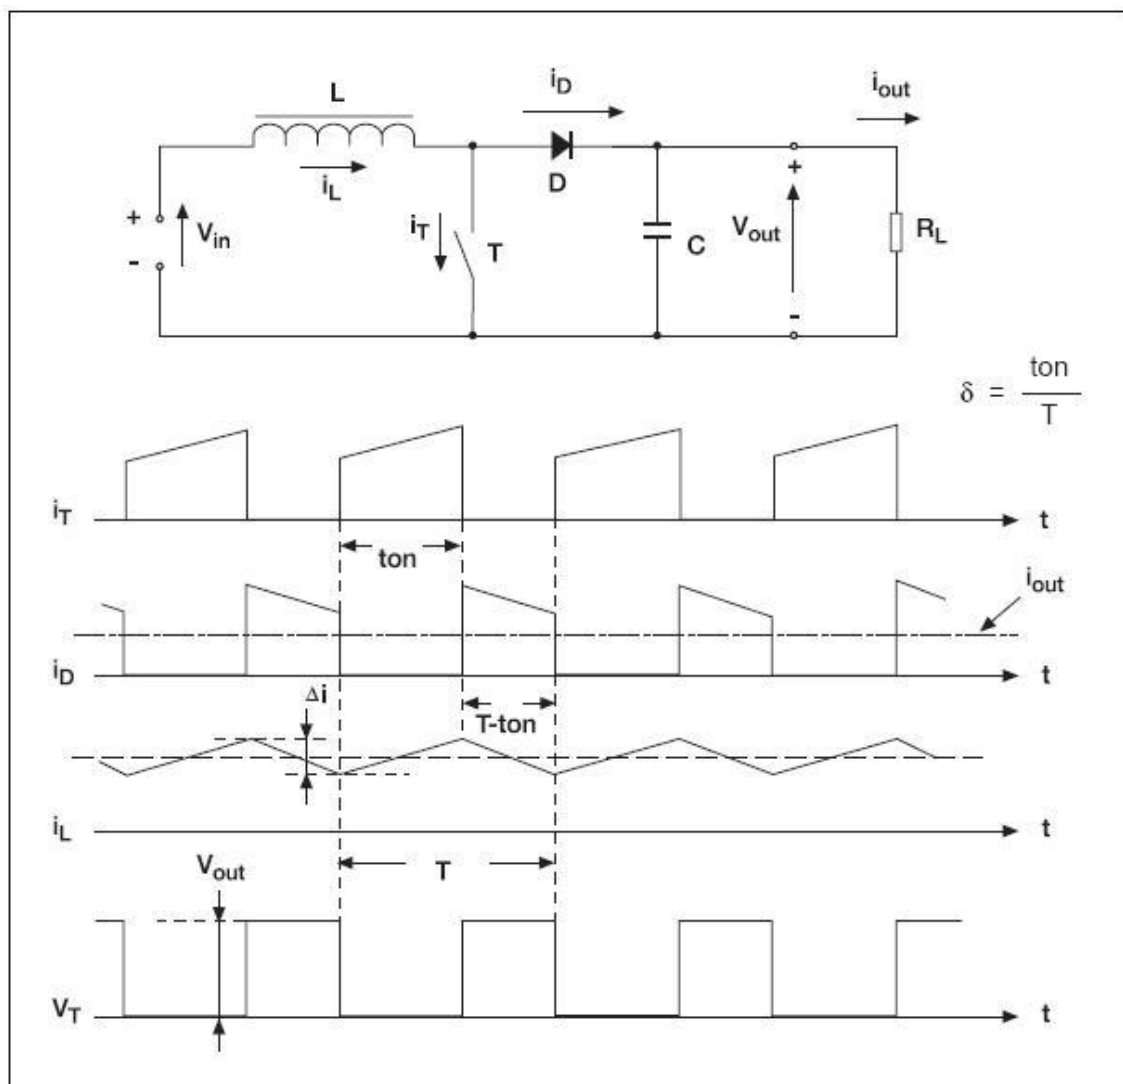 L
i_D
i_out
i_L
D
+
V_in
-
i_T
T
C
+
V_out
-
R_L
δ = ton/T
i_T
t
ton
i_out
i_D
t
Δi
T-ton
i_L
t
V_out
T
V_T
t